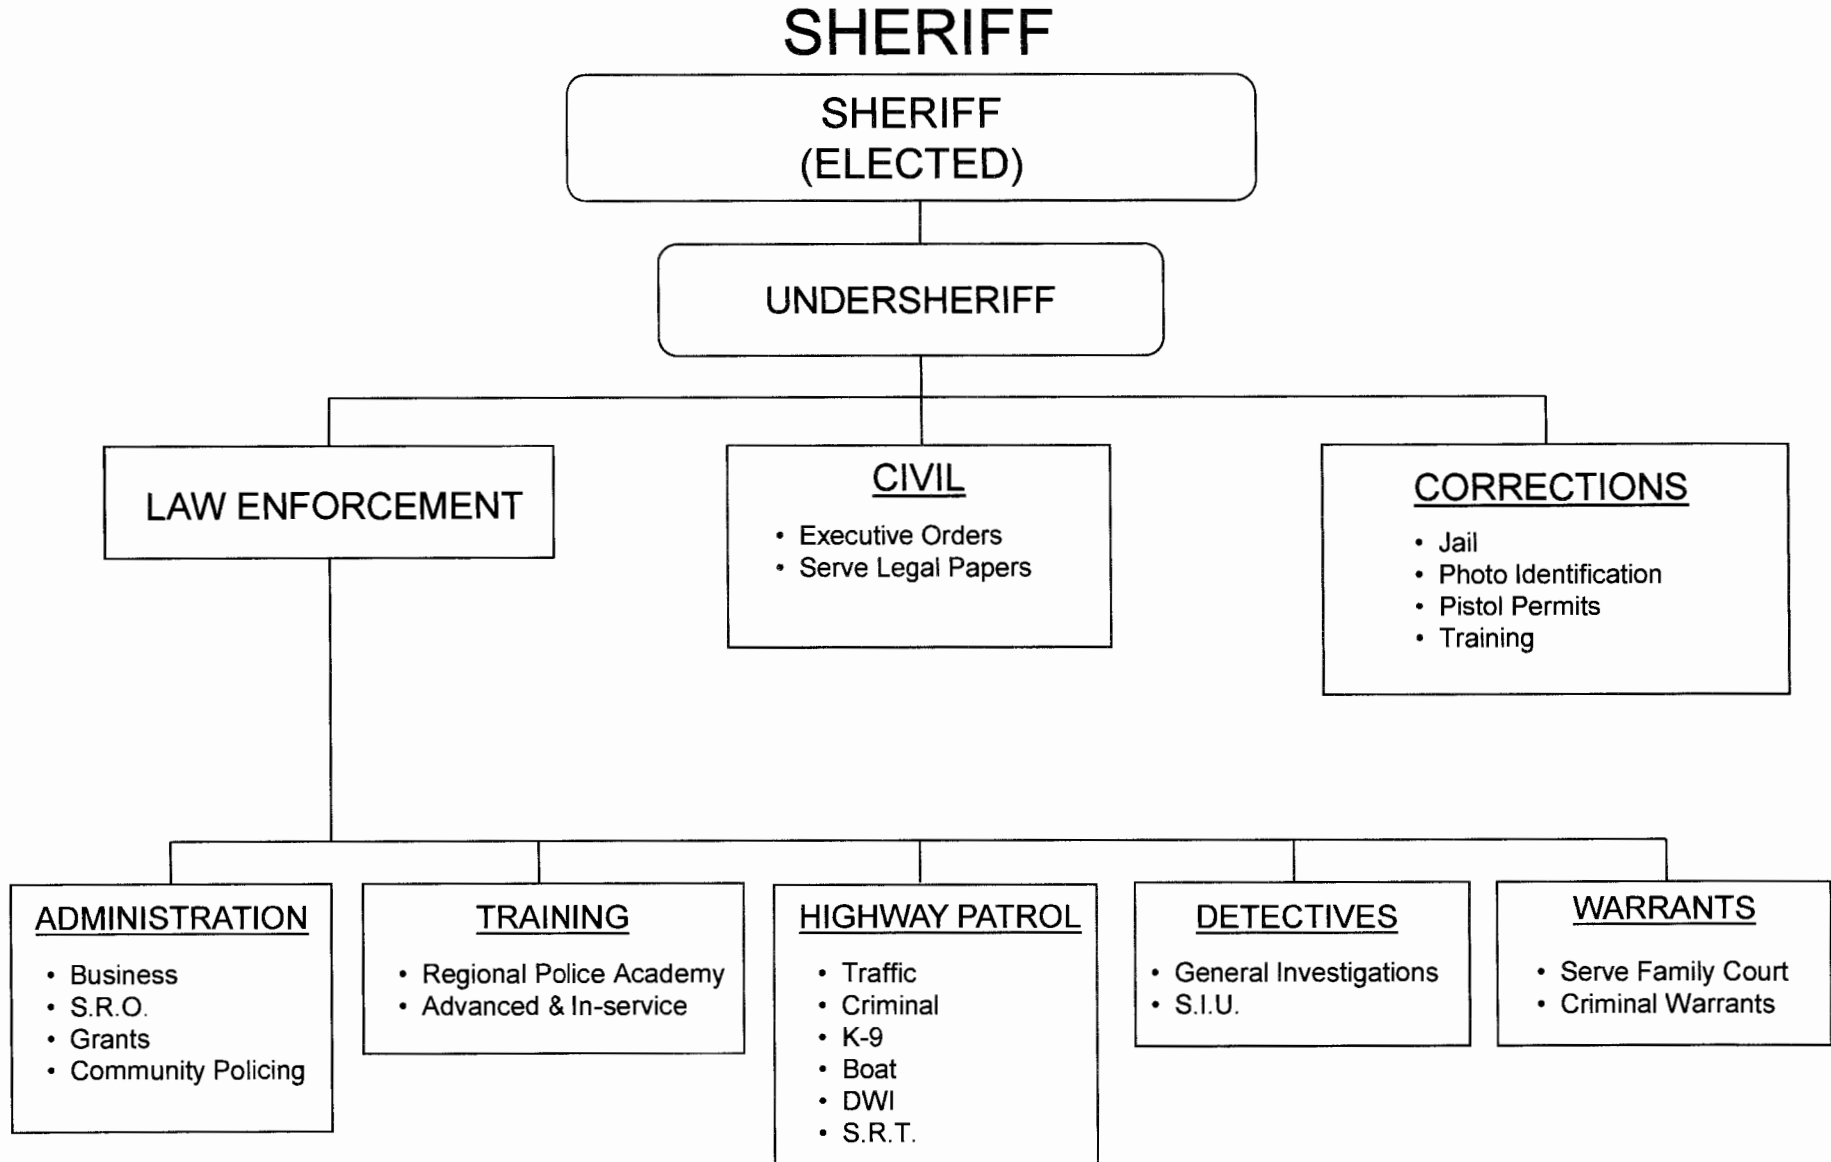 SHERIFF
SHERIFF
(ELECTED)
UNDERSHERIFF
LAW ENFORCEMENT
CIVIL
• Executive Orders
• Serve Legal Papers
CORRECTIONS
• Jail
• Photo Identification
• Pistol Permits
• Training
ADMINISTRATION
• Business
• S.R.O.
• Grants
• Community Policing
TRAINING
• Regional Police Academy
• Advanced & In-service
HIGHWAY PATROL
• Traffic
• Criminal
• K-9
• Boat
• DWI
• S.R.T.
DETECTIVES
• General Investigations
• S.I.U.
WARRANTS
• Serve Family Court
• Criminal Warrants